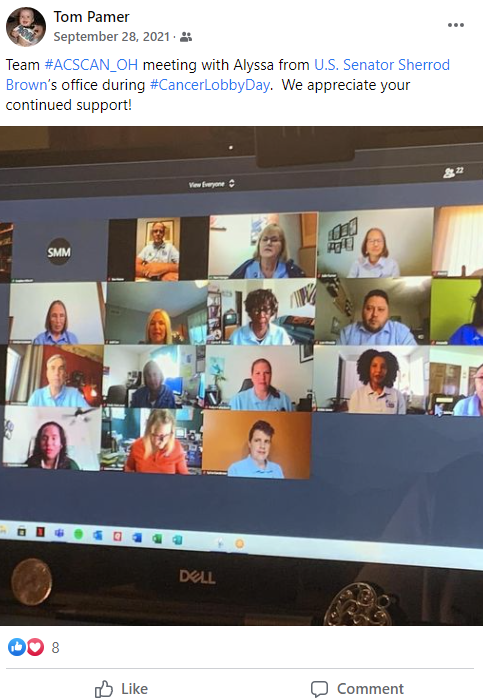 Tom Pamer
September 28, 2021 ·
Team #ACSCAN_OH meeting with Alyssa from U.S. Senator Sherrod
Brown's office during #CancerLobbyDay.  We appreciate your
continued support!
View Everyone
22
SMM
DELL
8
Like
Comment